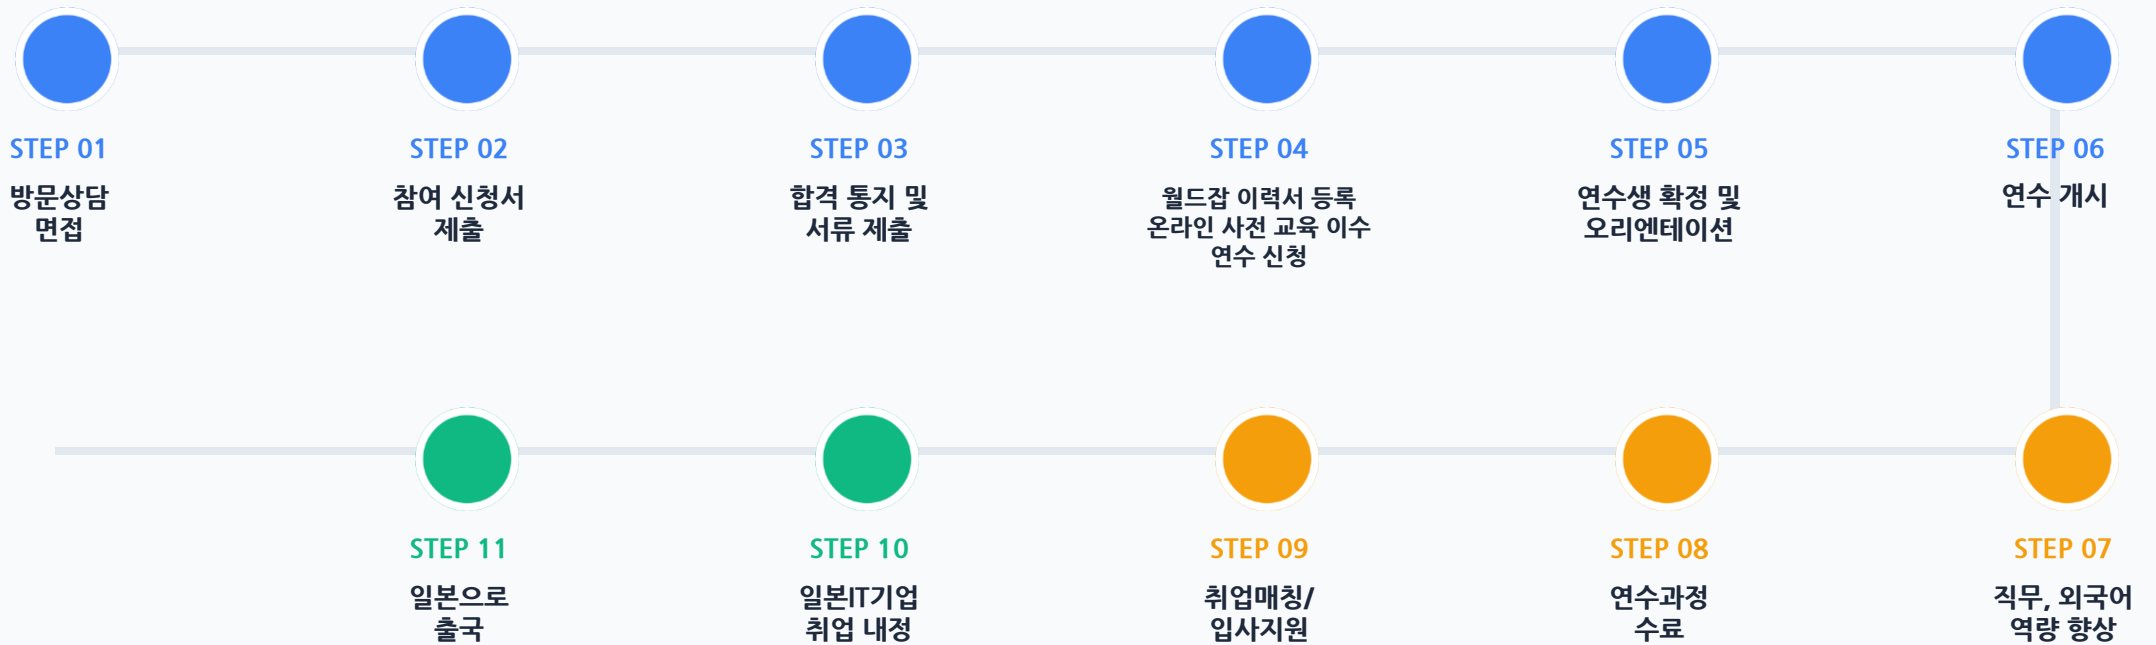 STEP 01
방문상담
면접
STEP 02
참여 신청서
제출
STEP 03
합격 통지 및
서류 제출
STEP 04
월드잡 이력서 등록
온라인 사전 교육 이수
연수 신청
STEP 05
연수생 확정 및
오리엔테이션
STEP 06
연수 개시
STEP 07
직무, 외국어
역량 향상
STEP 08
연수과정
수료
STEP 09
취업매칭/
입사지원
STEP 10
일본IT기업
취업 내정
STEP 11
일본으로
출국